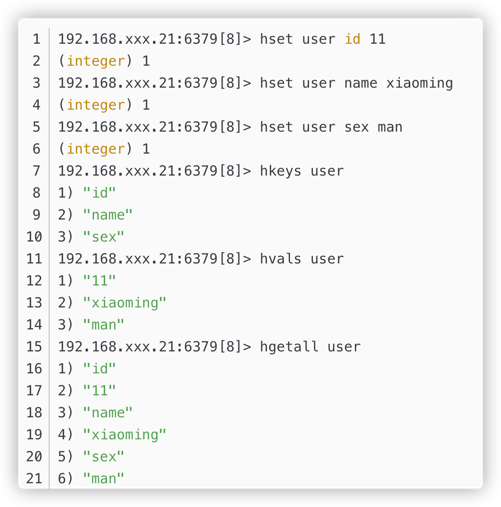 1 192.168.xxx.21:6379[8]> hset user id 11
2 (integer) 1
3 192.168.xxx.21:6379[8]> hset user name xiaoming
4 (integer) 1
5 192.168.xxx.21:6379[8]> hset user sex man
6 (integer) 1
7 192.168.xxx.21:6379[8]> hkeys user
8 1) "id"
9 2) "name"
10 3) "sex"
11 192.168.xxx.21:6379[8]> hvals user
12 1) "11"
13 2) "xiaoming"
14 3) "man"
15 192.168.xxx.21:6379[8]> hgetall user
16 1) "id"
17 2) "11"
18 3) "name"
19 4) "xiaoming"
20 5) "sex"
21 6) "man"